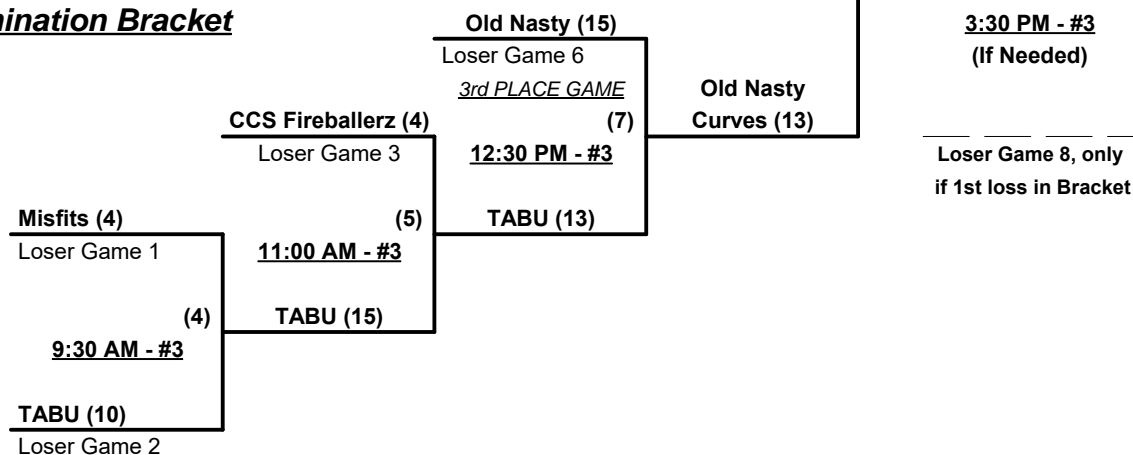 mination Bracket
Old Nasty (15)
3:30 PM - #3
Loser Game 6
(If Needed)
3rd PLACE GAME
Old Nasty
CCS Fireballerz (4)
(7)
Curves (13)
Loser Game 3
12:30 PM - #3
Loser Game 8, only
if 1st loss in Bracket
Misfits (4)
(5)
TABU (13)
Loser Game 1
11:00 AM - #3
(4)
TABU (15)
9:30 AM - #3
TABU (10)
Loser Game 2